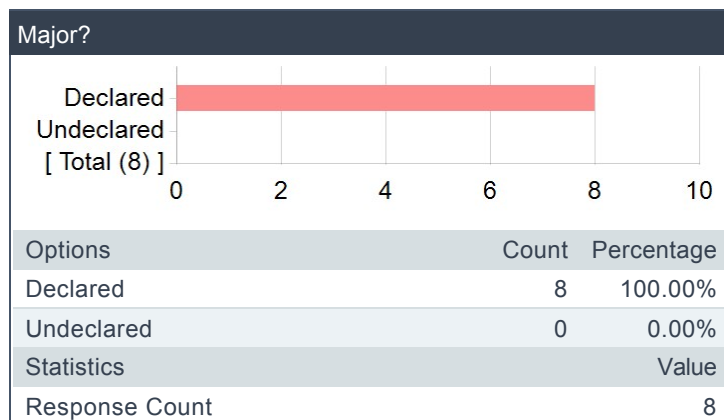 Major?
Declared
Undeclared
[ Total (8) ]
0 2 4 6 8 10
Options Count Percentage
Declared 8 100.00%
Undeclared 0 0.00%
Statistics Value
Response Count 8